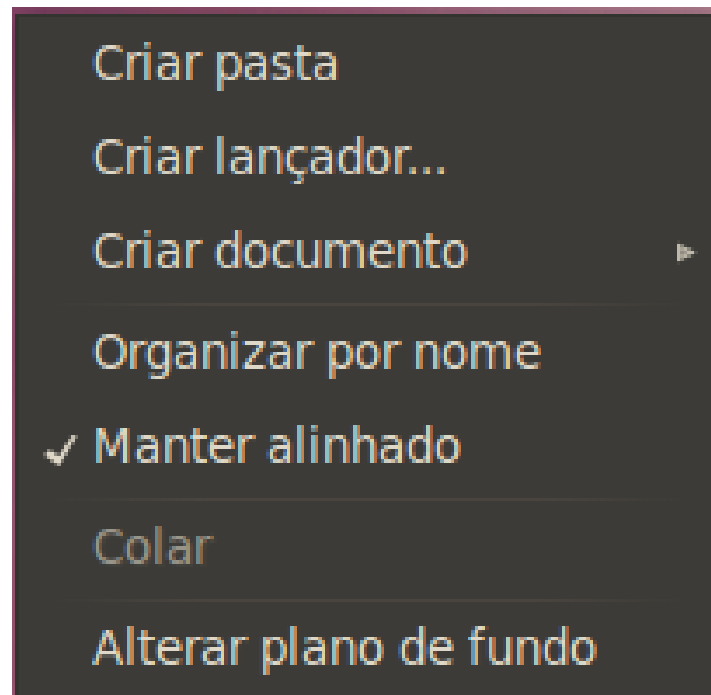 Criar pasta
Criar lançador...
Criar documento
Organizar por nome
Manter alinhado
Colar
Alterar plano de fundo